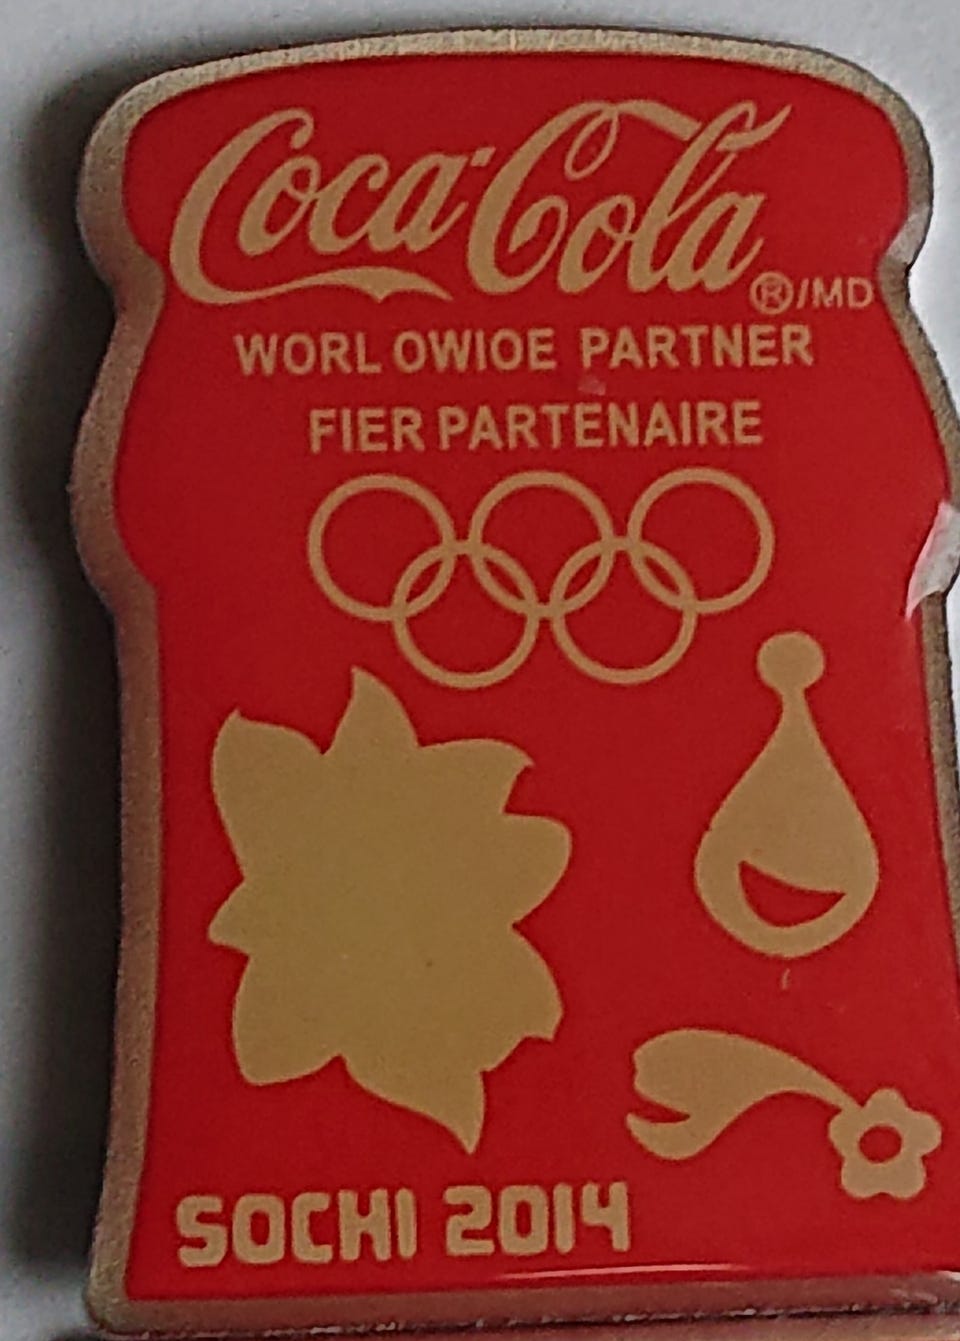 Coca-Cola
®/MD
WORL OWIOE PARTNER
FIER PARTENAIRE
SOCHI 2014